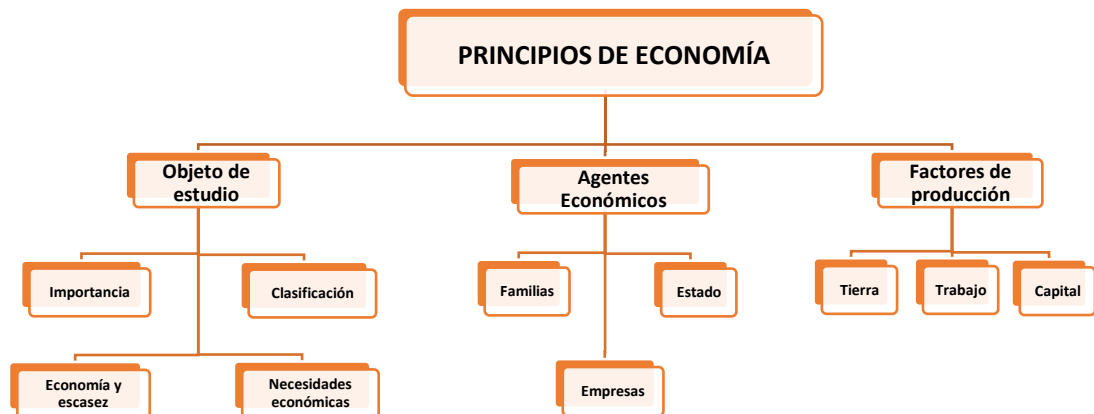 PRINCIPIOS DE ECONOMÍA
Objeto de
estudio
Agentes
Económicos
Factores de
producción
Importancia
Clasificación
Familias
Estado
Tierra
Trabajo
Capital
Economía y
escasez
Necesidades
económicas
Empresas